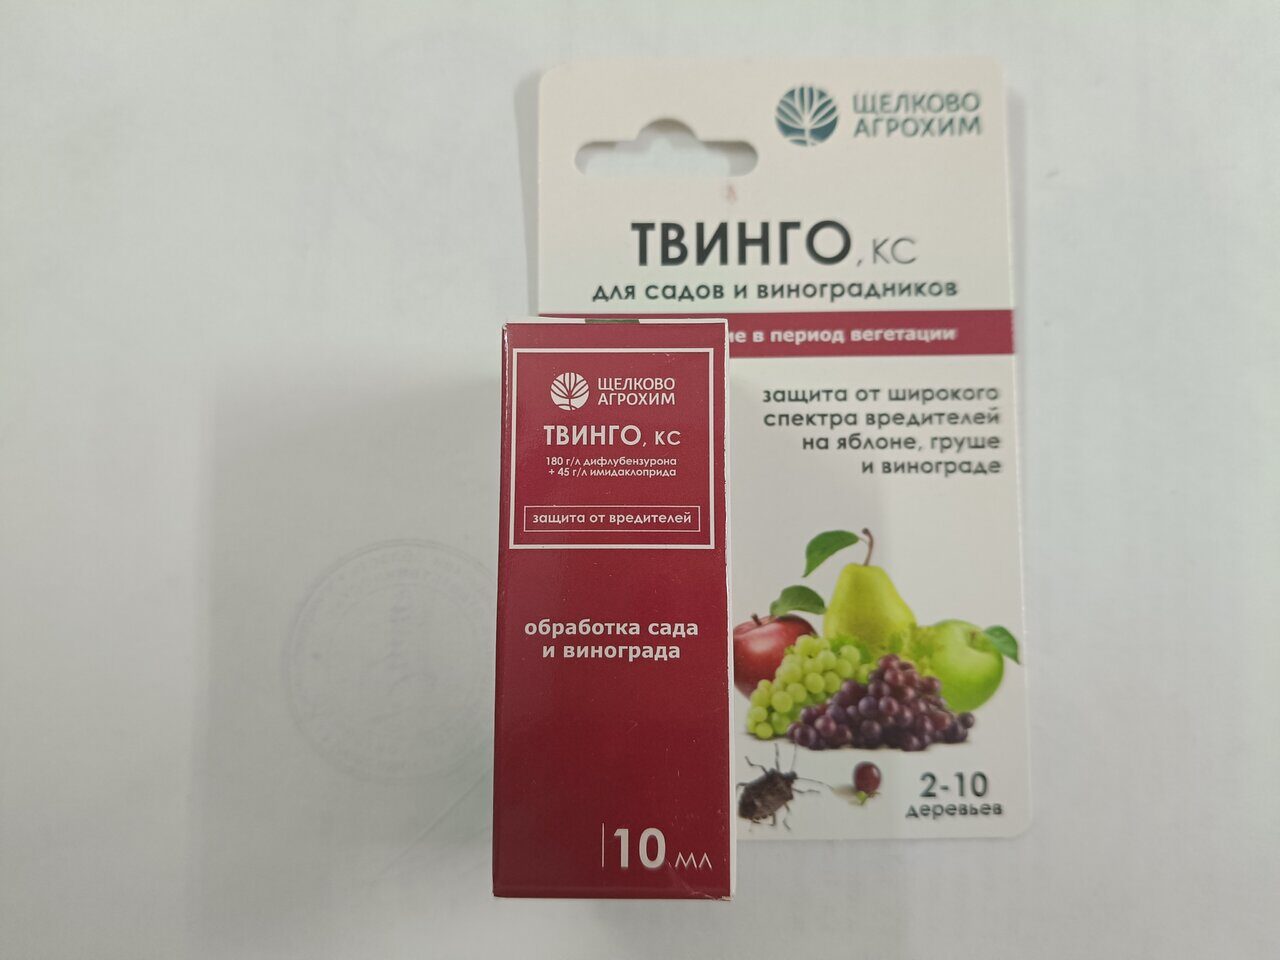 ЩЕЛКОВО
АГРОХИМ
ТВИНГО, КС
для садов и виноградников
в период вегетации
защита от широкого
спектра вредителей
на яблоне, груше
и винограде
2-10
деревьев
ЩЕЛКОВО
АГРОХИМ
ТВИНГО, КС
180 г/л дифлубензурона
+ 45 г/л имидаклоприда
защита от вредителей
обработка сада
и винограда
10 мл